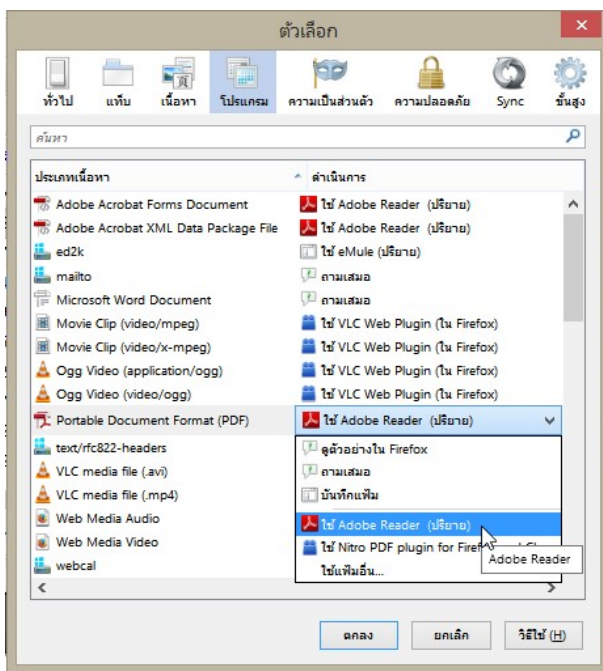 ตัวเลือก
ทั่วไป แท็บ เนื้อหา โปรแกรม ความเป็นส่วนตัว ความปลอดภัย Sync ขั้นสูง
ค้นหา
ประเภทเนื้อหา ดำเนินการ
Adobe Acrobat Forms Document ใช้ Adobe Reader (ปริยาย)
Adobe Acrobat XML Data Package File ใช้ Adobe Reader (ปริยาย)
ed2k ใช้ eMule (ปริยาย)
mailto ถามเสมอ
Microsoft Word Document ถามเสมอ
Movie Clip (video/mpeg) ใช้ VLC Web Plugin (ใน Firefox)
Movie Clip (video/x-mpeg) ใช้ VLC Web Plugin (ใน Firefox)
Ogg Video (application/ogg) ใช้ VLC Web Plugin (ใน Firefox)
Ogg Video (video/ogg) ใช้ VLC Web Plugin (ใน Firefox)
Portable Document Format (PDF) ใช้ Adobe Reader (ปริยาย)
text/rfc822-headers ดูตัวอย่างใน Firefox
VLC media file (.avi) ถามเสมอ
VLC media file (.mp4) บันทึกแฟ้ม
Web Media Audio ใช้ Adobe Reader (ปริยาย)
Web Media Video ใช้ Nitro PDF plugin for
Adobe Reader
webcal ใช้แฟ้มอื่น...
ตกลง ยกเลิก วิธีใช้ (H)